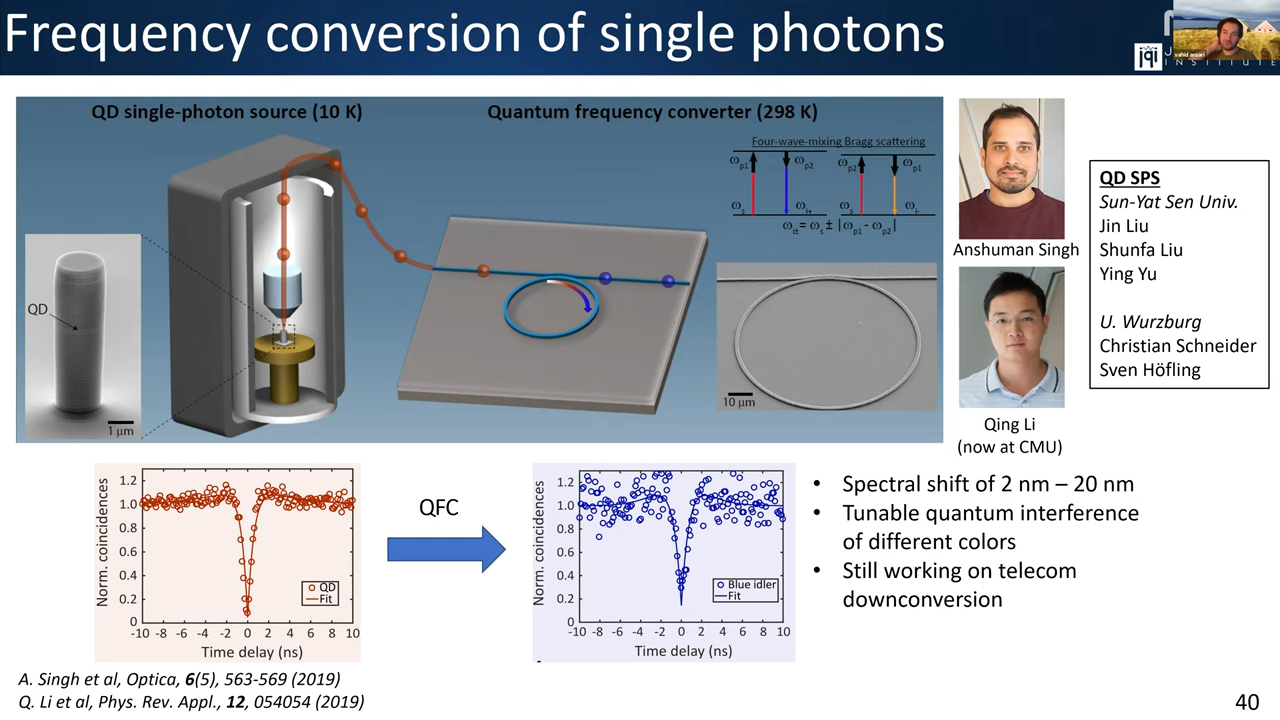 Frequency conversion of single photons
jqi
INSTITUTE
vahid ansari
QD single-photon source (10 K)
Quantum frequency converter (298 K)
Four-wave-mixing Bragg scattering
ωp1 ωp2 ωp2 ωp1
ωs ωi+ ωs ωi-
ωi± = ωs ± |ωp1 - ωp2|
QD
1 μm
10 μm
Anshuman Singh
Qing Li
(now at CMU)
QD SPS
Sun-Yat Sen Univ.
Jin Liu
Shunfa Liu
Ying Yu
U. Wurzburg
Christian Schneider
Sven Höfling
Norm. coincidences
1.2
1.0
0.8
0.6
0.4
0.2
0
-10 -8 -6 -4 -2 0 2 4 6 8 10
Time delay (ns)
QD
Fit
QFC
Norm. coincidences
1.2
1.0
0.8
0.6
0.4
0.2
0
-10 -8 -6 -4 -2 0 2 4 6 8 10
Time delay (ns)
Blue idler
Fit
• Spectral shift of 2 nm – 20 nm
• Tunable quantum interference
of different colors
• Still working on telecom
downconversion
A. Singh et al, Optica, 6(5), 563-569 (2019)
Q. Li et al, Phys. Rev. Appl., 12, 054054 (2019)
40